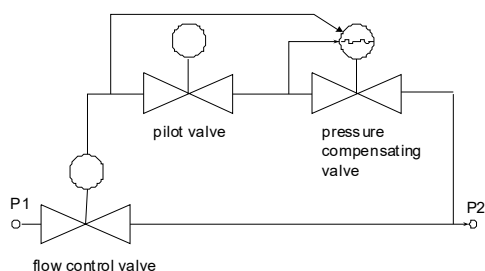 pilot valve
pressure
compensating
valve
P1
P2
flow control valve